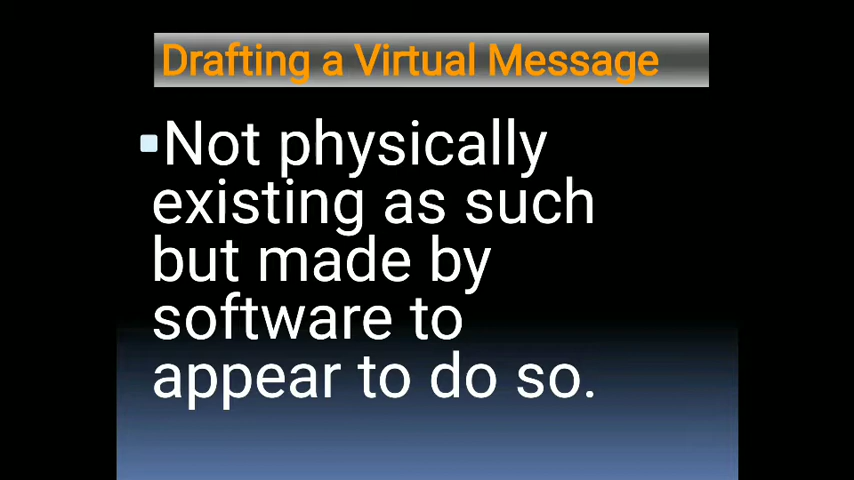 Drafting a Virtual Message
▪Not physically
existing as such
but made by
software to
appear to do so.